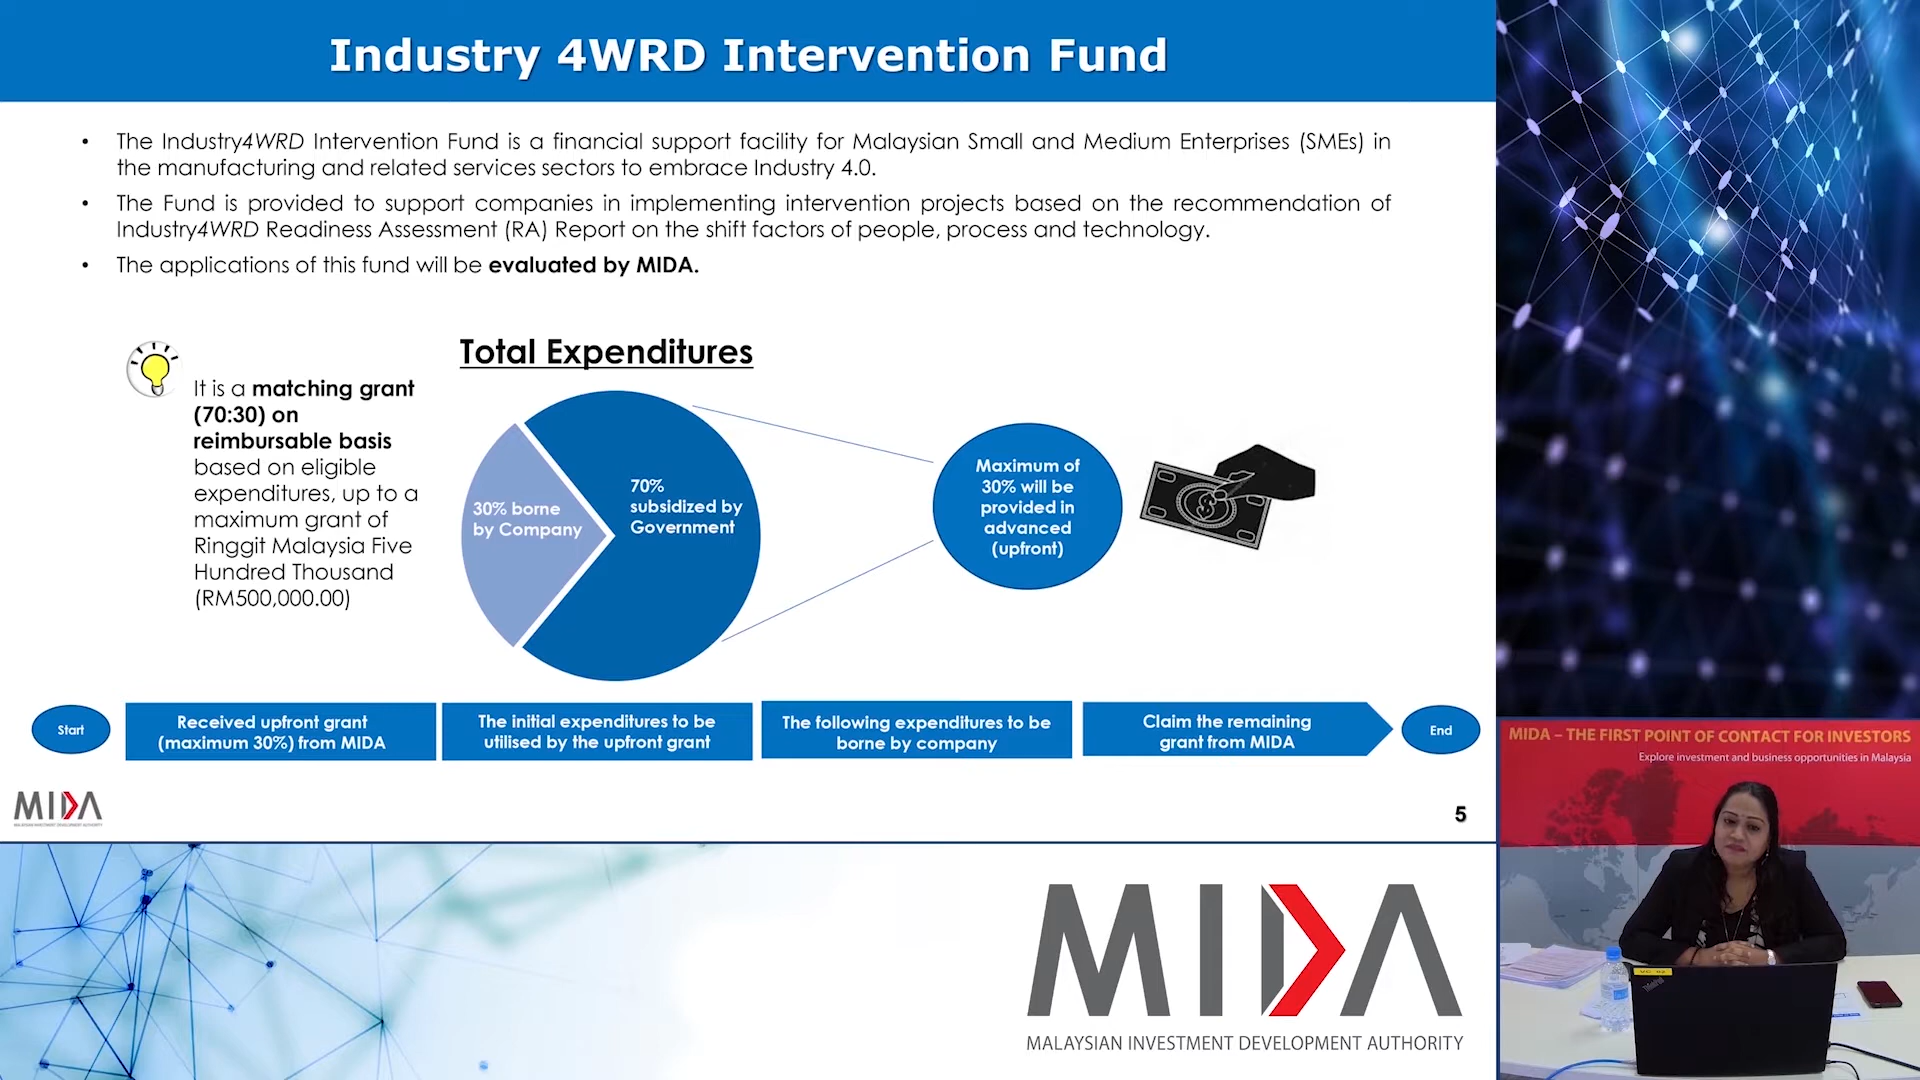 Industry 4WRD Intervention Fund
• The Industry4WRD Intervention Fund is a financial support facility for Malaysian Small and Medium Enterprises (SMEs) in
the manufacturing and related services sectors to embrace Industry 4.0.
• The Fund is provided to support companies in implementing intervention projects based on the recommendation of
Industry4WRD Readiness Assessment (RA) Report on the shift factors of people, process and technology.
• The applications of this fund will be evaluated by MIDA.
It is a matching grant
(70:30) on
reimbursable basis
based on eligible
expenditures, up to a
maximum grant of
Ringgit Malaysia Five
Hundred Thousand
(RM500,000.00)
Total Expenditures
30% borne
by Company
70%
subsidized by
Government
Maximum of
30% will be
provided in
advanced
(upfront)
Start
Received upfront grant
(maximum 30%) from MIDA
The initial expenditures to be
utilised by the upfront grant
The following expenditures to be
borne by company
Claim the remaining
grant from MIDA
End
MIDA
MALAYSIAN INVESTMENT DEVELOPMENT AUTHORITY
5
MIDA
MALAYSIAN INVESTMENT DEVELOPMENT AUTHORITY
MIDA – THE FIRST POINT OF CONTACT FOR INVESTORS
Explore investment and business opportunities in Malaysia
ThinkPad